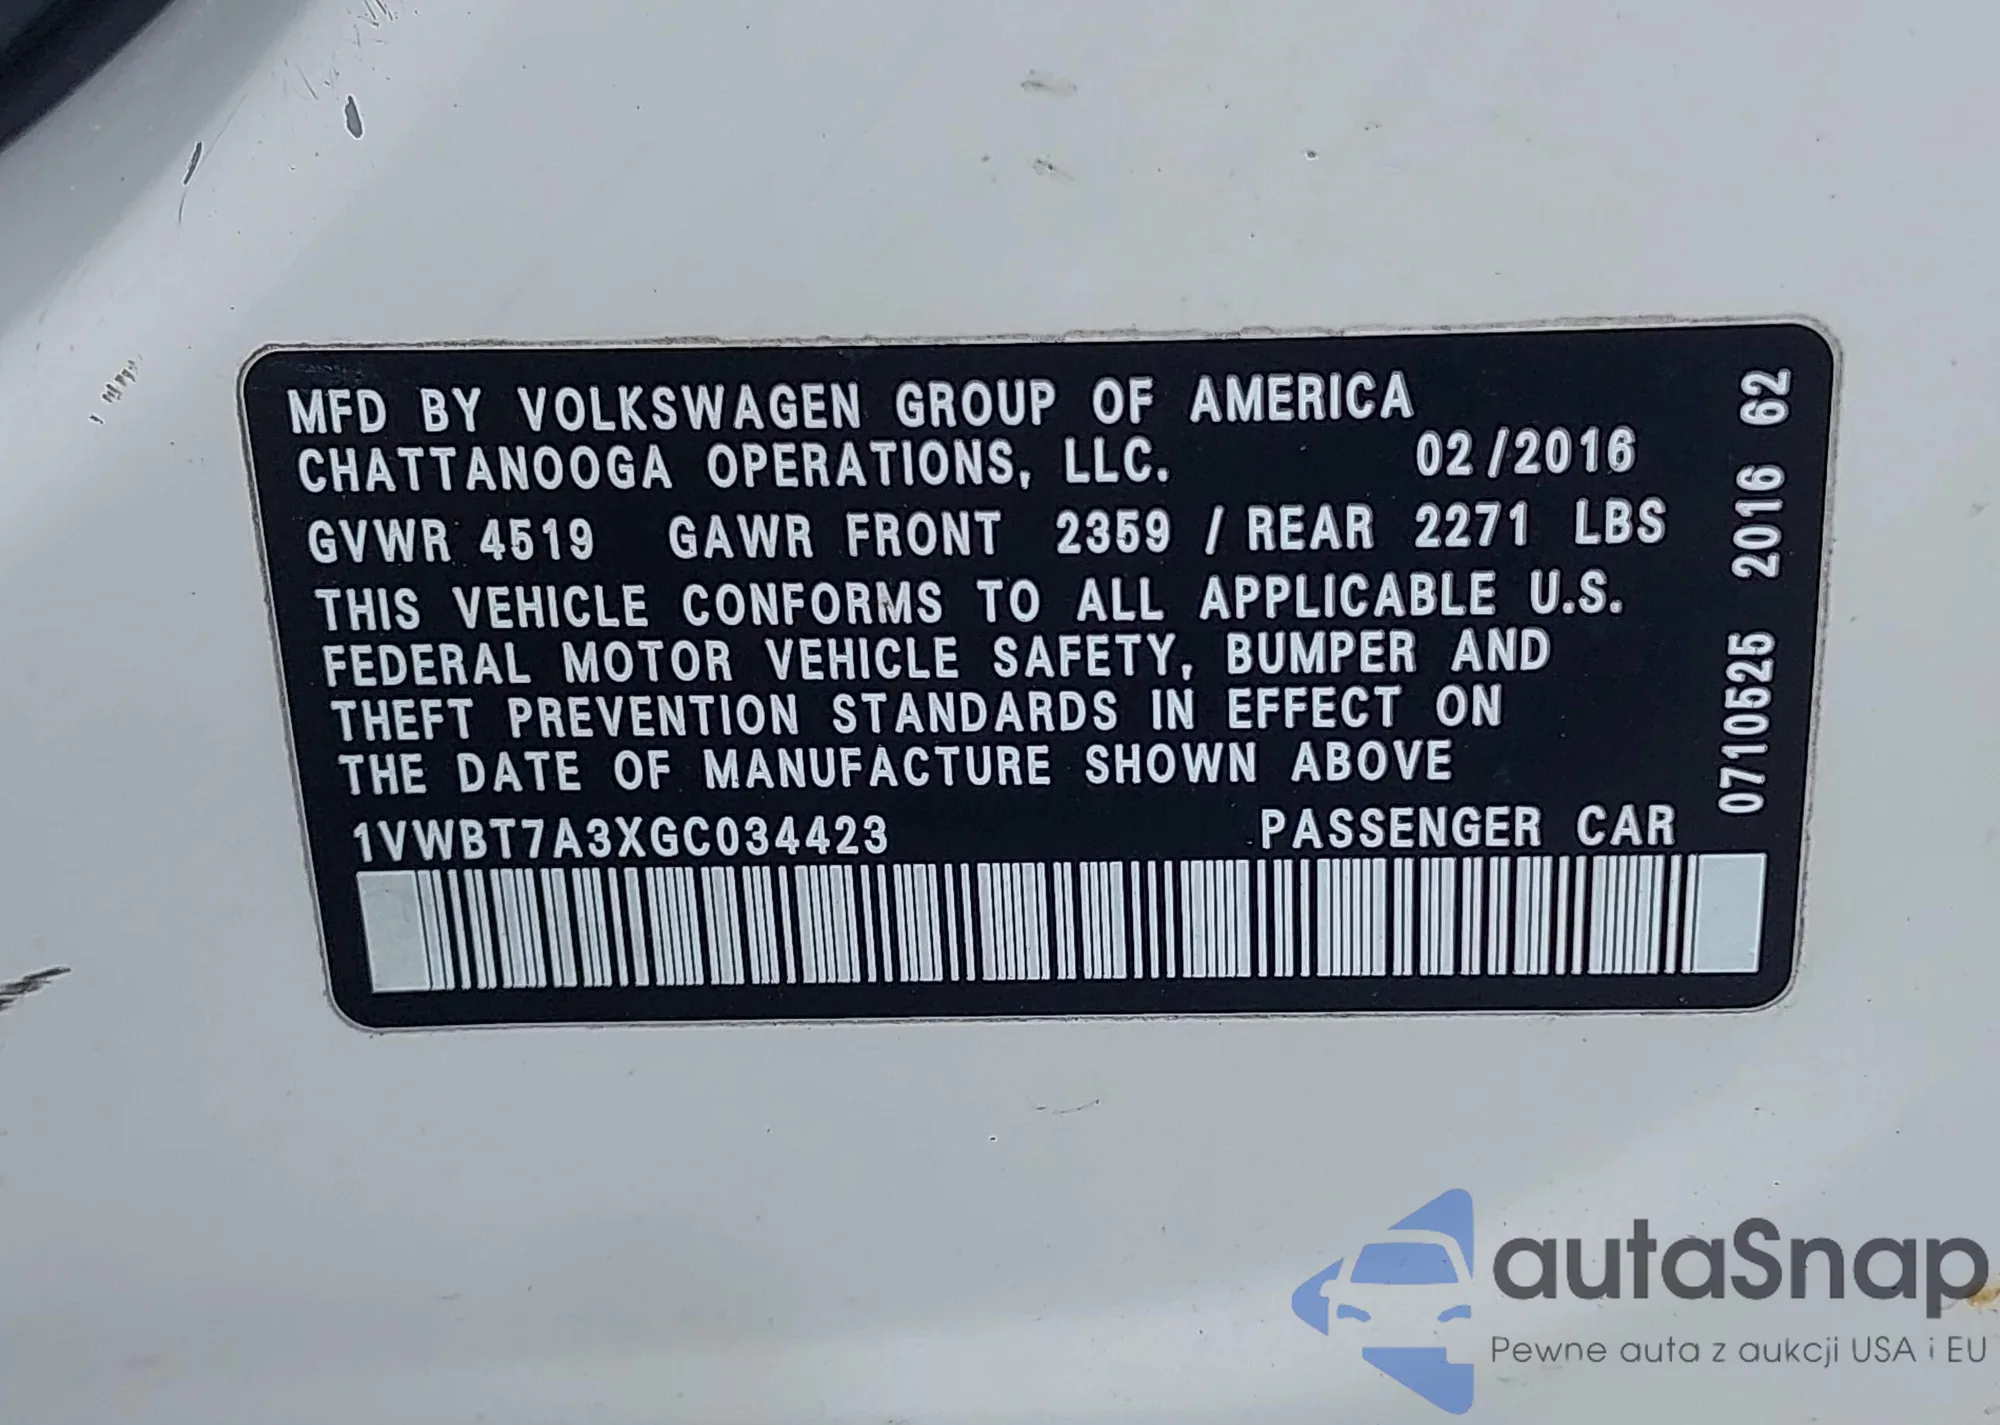 MFD BY VOLKSWAGEN GROUP OF AMERICA
CHATTANOOGA OPERATIONS, LLC. 02/2016
GVWR 4519 GAWR FRONT 2359 / REAR 2271 LBS
THIS VEHICLE CONFORMS TO ALL APPLICABLE U.S.
FEDERAL MOTOR VEHICLE SAFETY, BUMPER AND
THEFT PREVENTION STANDARDS IN EFFECT ON
THE DATE OF MANUFACTURE SHOWN ABOVE
1VWBT7A3XGC034423 PASSENGER CAR
0710525 2016 62
autaSnap
Pewne auta z aukcji USA i EU